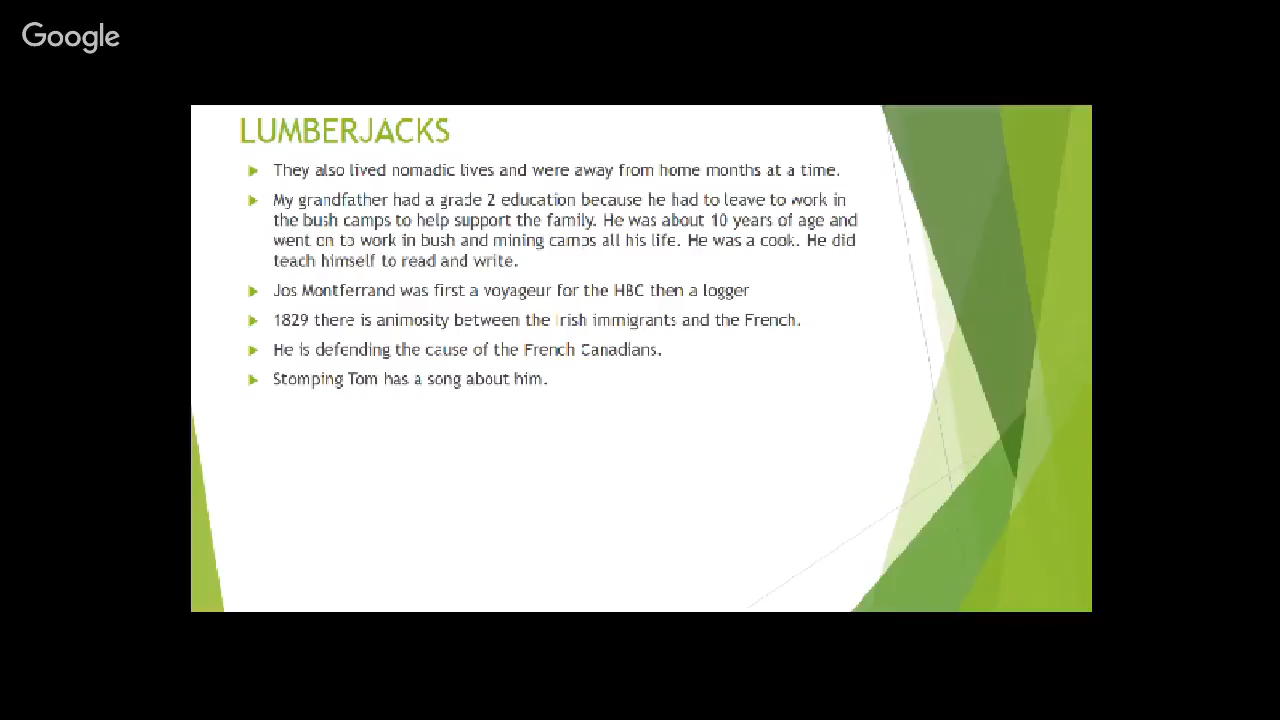 Google
LUMBERJACKS
They also lived nomadic lives and were away from home months at a time.
My grandfather had a grade 2 education because he had to leave to work in
the bush camps to help support the family. He was about 10 years of age and
went on to work in bush and mining camps all his life. He was a cook. He did
teach himself to read and write.
Jos Montferrand was first a voyageur for the HBC then a logger
1829 there is animosity between the Irish immigrants and the French.
He is defending the cause of the French Canadians.
Stomping Tom has a song about him.